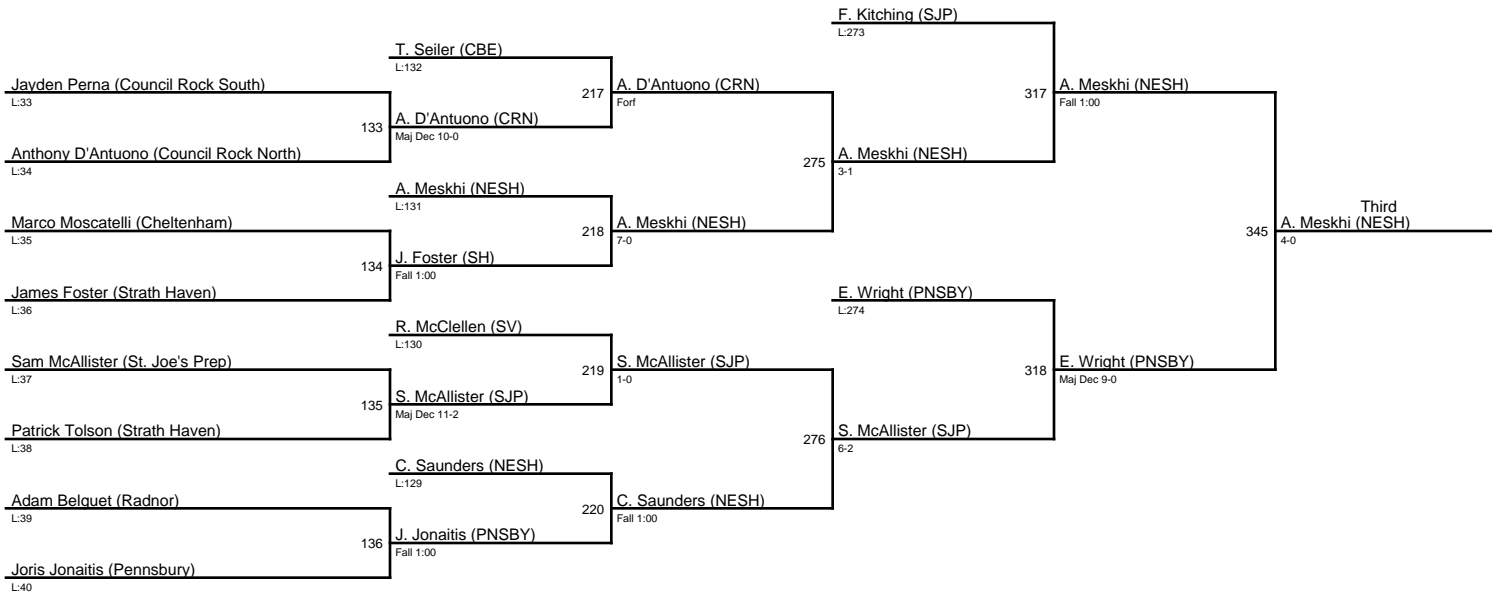 F. Kitching (SJP)
L:273
T. Seiler (CBE)
L:132
Jayden Perna (Council Rock South)
L:33
217
A. D'Antuono (CRN)
Forf
317
A. Meskhi (NESH)
Fall 1:00
133
A. D'Antuono (CRN)
Maj Dec 10-0
Anthony D'Antuono (Council Rock North)
L:34
275
A. Meskhi (NESH)
3-1
A. Meskhi (NESH)
L:131
Marco Moscatelli (Cheltenham)
L:35
218
A. Meskhi (NESH)
7-0
345
Third
A. Meskhi (NESH)
4-0
134
J. Foster (SH)
Fall 1:00
James Foster (Strath Haven)
L:36
E. Wright (PNSBY)
L:274
R. McClellen (SV)
L:130
Sam McAllister (St. Joe's Prep)
L:37
219
S. McAllister (SJP)
1-0
318
E. Wright (PNSBY)
Maj Dec 9-0
135
S. McAllister (SJP)
Maj Dec 11-2
Patrick Tolson (Strath Haven)
L:38
276
S. McAllister (SJP)
6-2
C. Saunders (NESH)
L:129
Adam Belguet (Radnor)
L:39
220
C. Saunders (NESH)
Fall 1:00
136
J. Jonaitis (PNSBY)
Fall 1:00
Joris Jonaitis (Pennsbury)
L:40